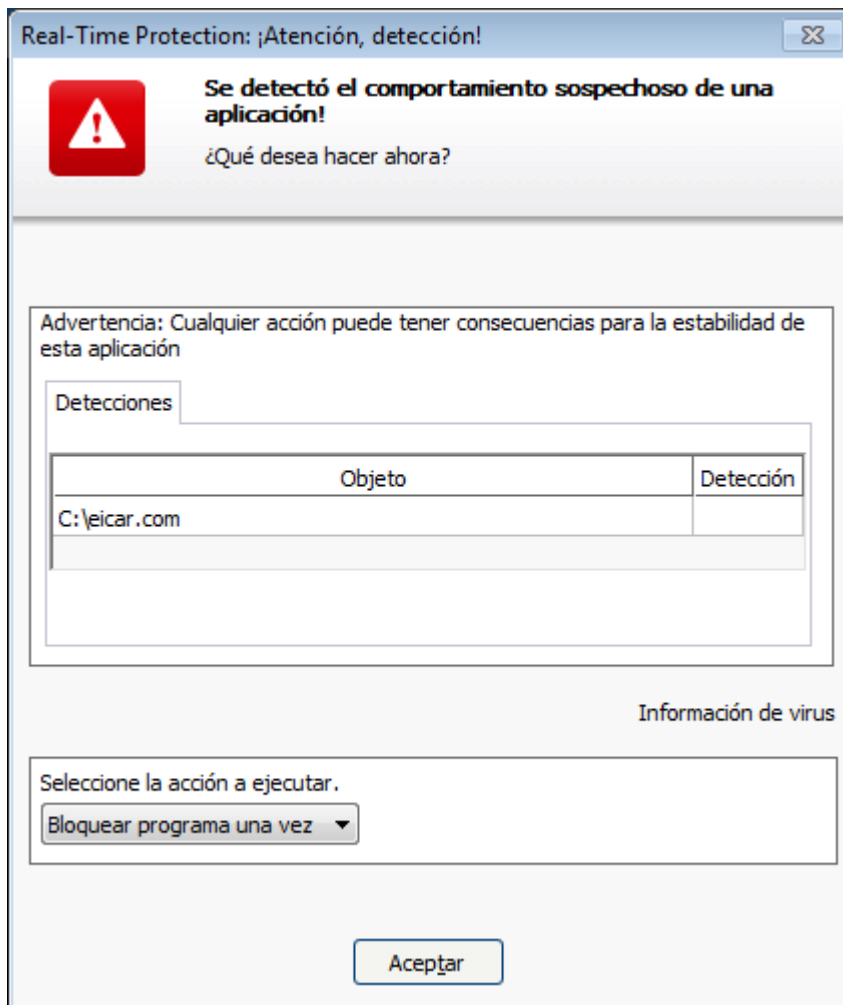 Real-Time Protection: ¡Atención, detección!
Se detectó el comportamiento sospechoso de una
aplicación!
¿Qué desea hacer ahora?
Advertencia: Cualquier acción puede tener consecuencias para la estabilidad de
esta aplicación
Detecciones
Objeto Detección
C:\eicar.com
Información de virus
Seleccione la acción a ejecutar.
Bloquear programa una vez
Aceptar